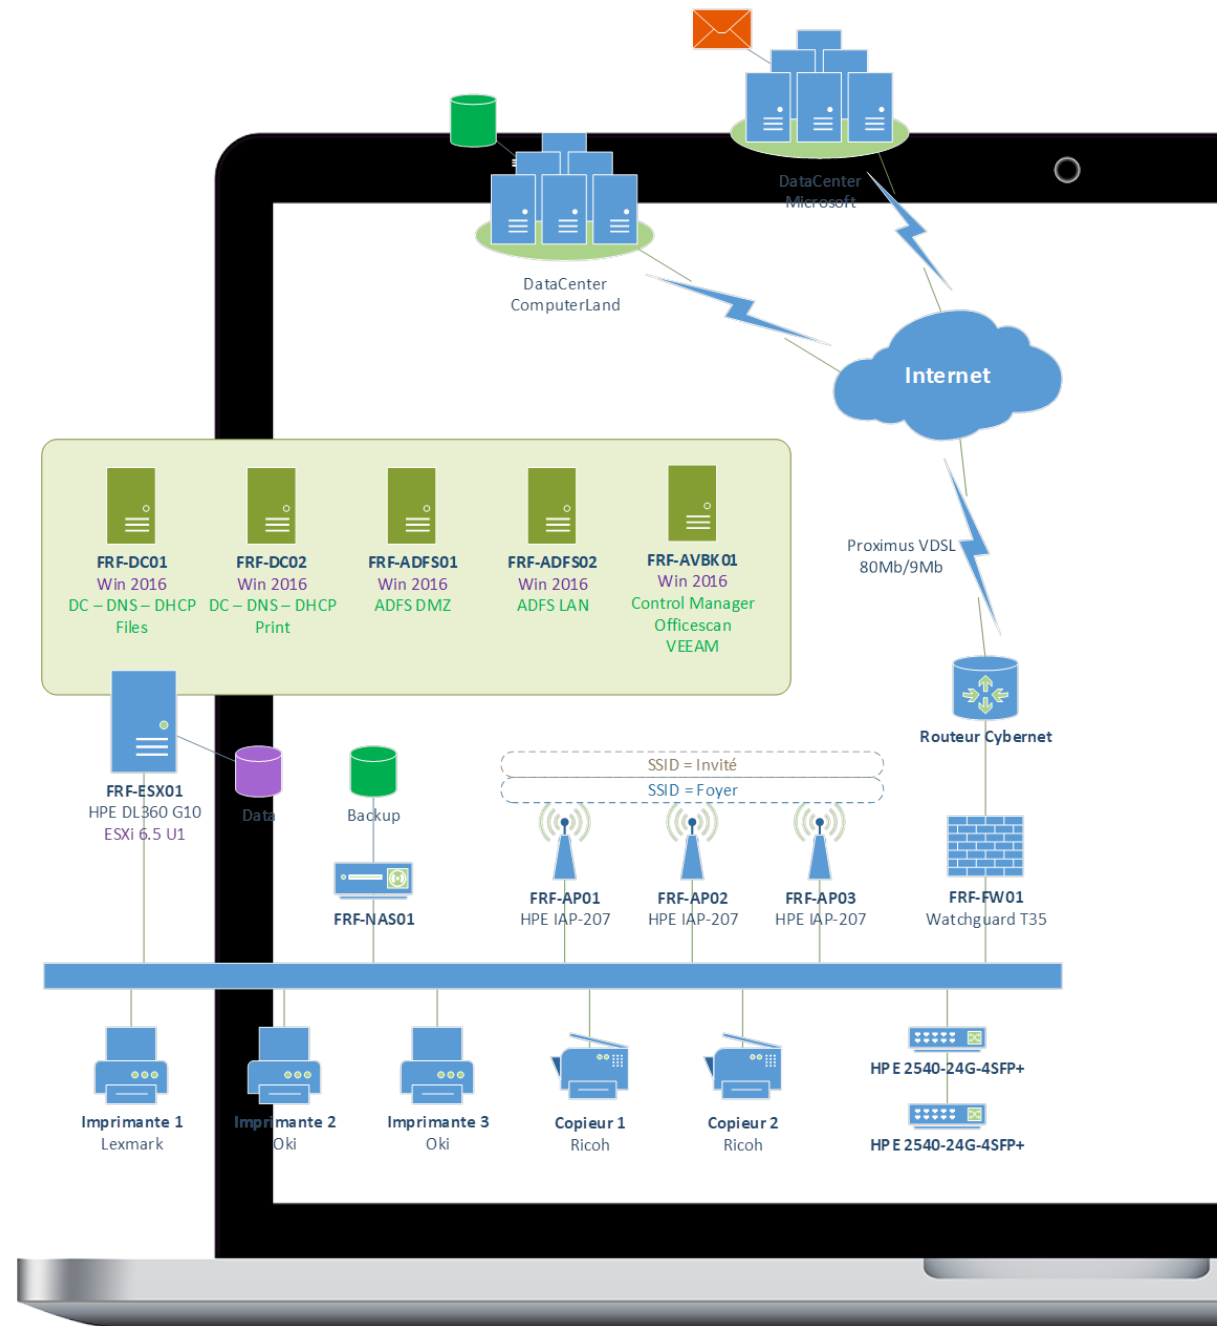 DataCenter
Microsoft
DataCenter
ComputerLand
Internet
Proximus VDSL
80Mb/9Mb
FRF-DC01
Win 2016
DC – DNS – DHCP
Files
FRF-DC02
Win 2016
DC – DNS – DHCP
Print
FRF-ADFS01
Win 2016
ADFS DMZ
FRF-ADFS02
Win 2016
ADFS LAN
FRF-AVBK01
Win 2016
Control Manager
Officescan
VEEAM
Routeur Cybernet
FRF-ESX01
HPE DL360 G10
ESXi 6.5 U1
Data
Backup
FRF-NAS01
SSID = Invité
SSID = Foyer
FRF-AP01
HPE IAP-207
FRF-AP02
HPE IAP-207
FRF-AP03
HPE IAP-207
FRF-FW01
Watchguard T35
Imprimante 1
Lexmark
Imprimante 2
Oki
Imprimante 3
Oki
Copieur 1
Ricoh
Copieur 2
Ricoh
HPE 2540-24G-4SFP+
HPE 2540-24G-4SFP+